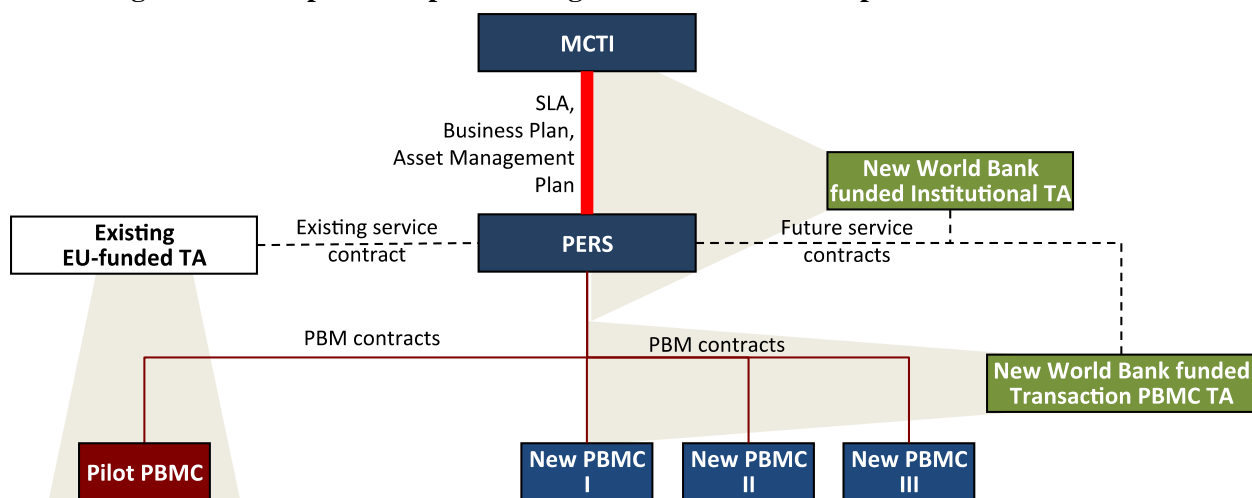 MCTI
SLA,
Business Plan,
Asset Management
Plan
New World Bank
funded Institutional TA
Existing
EU-funded TA
Existing service
contract
PERS
Future service
contracts
PBM contracts
PBM contracts
New World Bank funded
Transaction PBMC TA
Pilot PBMC
New PBMC
I
New PBMC
II
New PBMC
III